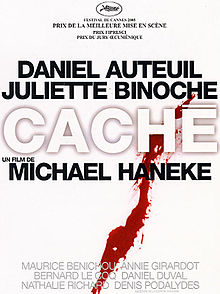 FESTIVAL DE CANNES 2005
PRIX DE LA MEILLEURE MISE EN SCÈNE
PRIX FIPRESCI
PRIX DU JURY ŒCUMÉNIQUE
DANIEL AUTEUIL
JULIETTE BINOCHE
CACHÉ
UN FILM DE
MICHAEL HANEKE
MAURICE BENICHOU ANNIE GIRARDOT
BERNARD LE COQ DANIEL DUVAL
NATHALIE RICHARD DENIS PODALYDES